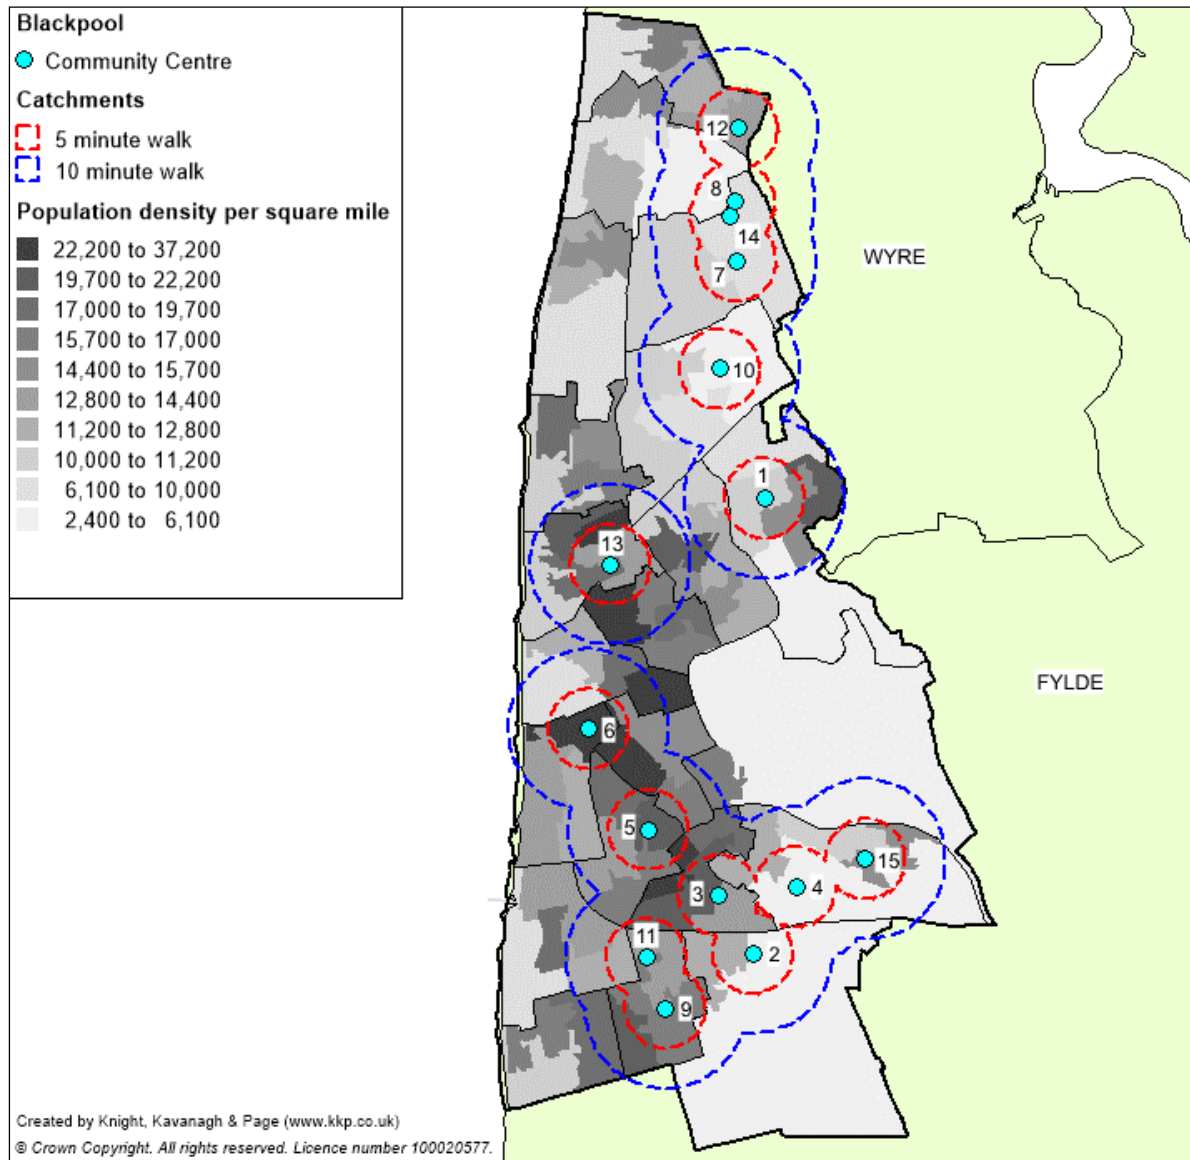 Blackpool
Community Centre
Catchments
5 minute walk
10 minute walk
Population density per square mile
22,200 to 37,200
19,700 to 22,200
17,000 to 19,700
15,700 to 17,000
14,400 to 15,700
12,800 to 14,400
11,200 to 12,800
10,000 to 11,200
6,100 to 10,000
2,400 to 6,100
12
8
14
WYRE
7
10
1
13
FYLDE
6
5
15
4
3
11
2
9
Created by Knight, Kavanagh & Page (www.kkp.co.uk)
© Crown Copyright. All rights reserved. Licence number 100020577.